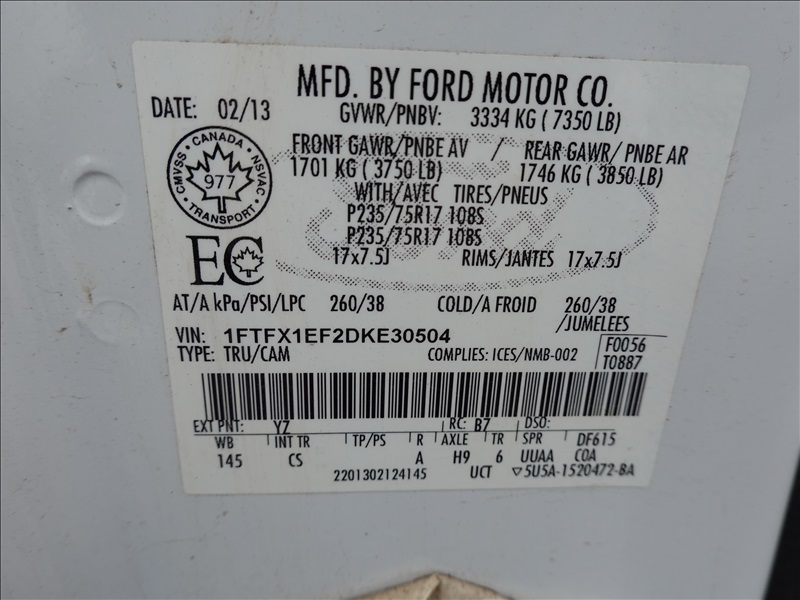 MFD. BY FORD MOTOR CO.
DATE: 02/13
GVWR/PNBV: 3334 KG ( 7350 LB)
FRONT GAWR/PNBE AV / REAR GAWR/ PNBE AR
1701 KG ( 3750 LB) 1746 KG ( 3850 LB)
WITH/AVEC TIRES/PNEUS
P235/75R17 108S
P235/75R17 108S
17x7.5J RIMS/JANTES 17x7.5J
CANADA
CMVSS NSVAC
977
TRANSPORT
EC
AT/A kPa/PSI/LPC 260/38 COLD/A FROID 260/38
/JUMELEES
VIN: 1FTFX1EF2DKE30504
TYPE: TRU/CAM COMPLIES: ICES/NMB-002
F0056
T0887
EXT PNT: YZ RC: B7 DSO:
WB INT TR TP/PS R AXLE TR SPR DF615
145 CS A H9 6 UUAA COA
2201302124145 UCT ▽5U5A-1520472-BA